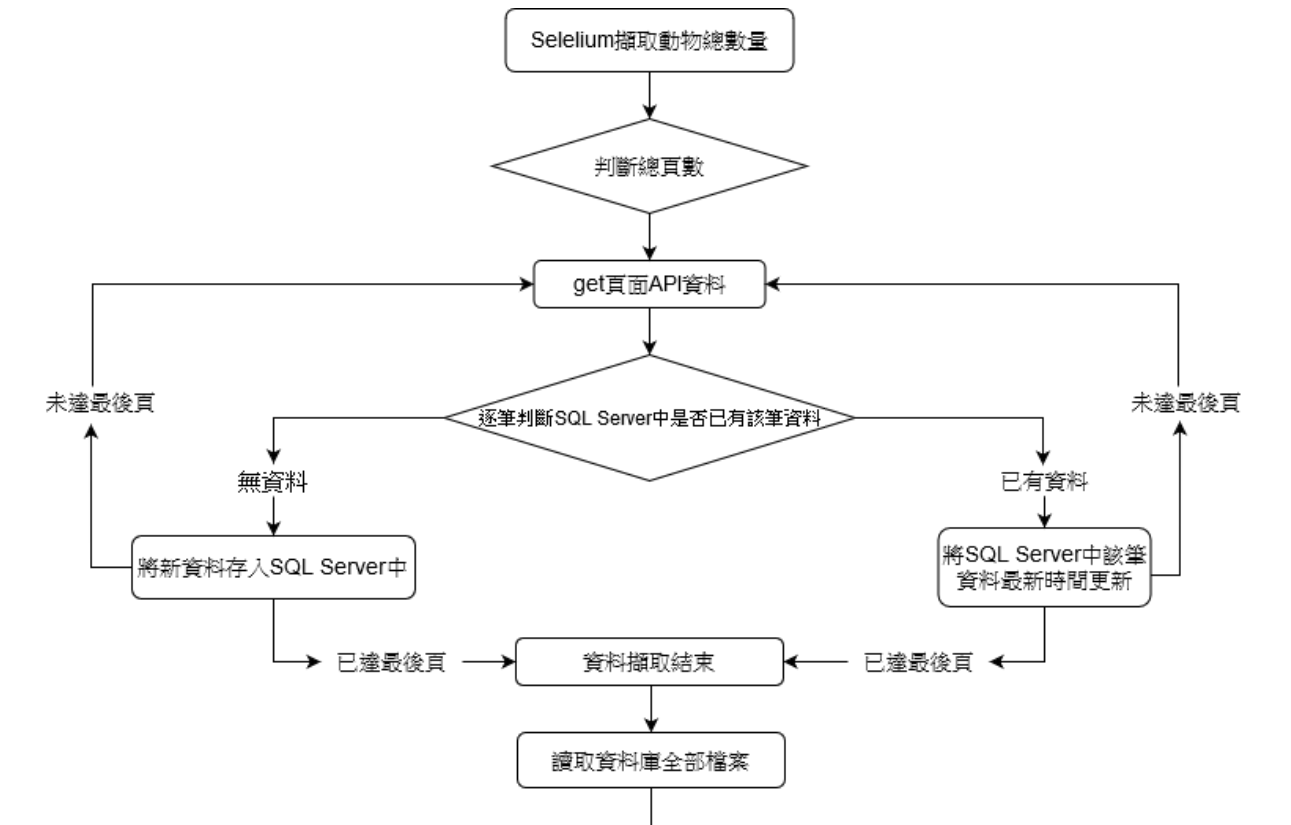 Selelium擷取動物總數量
判斷總頁數
get頁面API資料
未達最後頁
未達最後頁
逐筆判斷SQL Server中是否已有該筆資料
無資料
已有資料
將新資料存入SQL Server中
將SQL Server中該筆
資料最新時間更新
已達最後頁
資料擷取結束
已達最後頁
讀取資料庫全部檔案